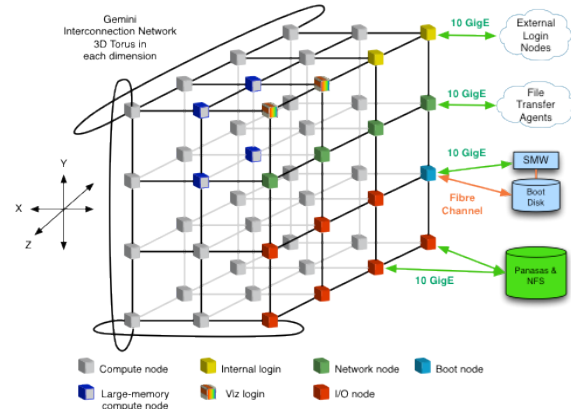 Gemini
Interconnection Network
3D Torus in
each dimension
10 GigE
External
Login
Nodes
File
Transfer
Agents
10 GigE
SMW
Boot
Disk
Fibre
Channel
Y
X
Z
10 GigE
Panasas &
NFS
Compute node
Internal login
Network node
Boot node
Large-memory
compute node
Viz login
I/O node